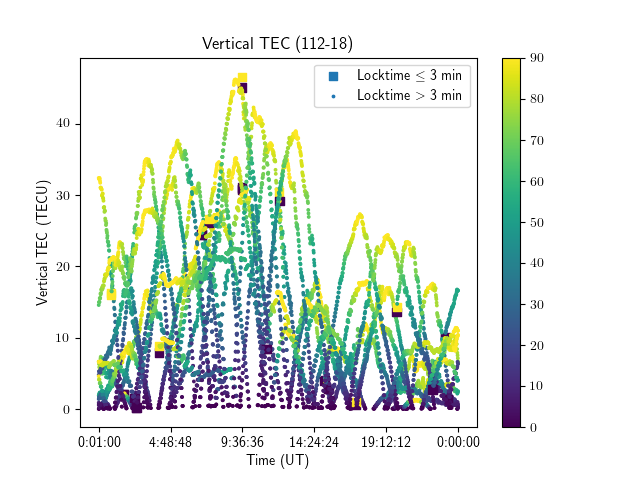 Vertical TEC (112-18)
Locktime ≤ 3 min
Locktime > 3 min
Vertical TEC (TECU)
40
30
20
10
0
0:01:00 4:48:48 9:36:36 14:24:24 19:12:12 0:00:00
Time (UT)
90
80
70
60
50
40
30
20
10
0